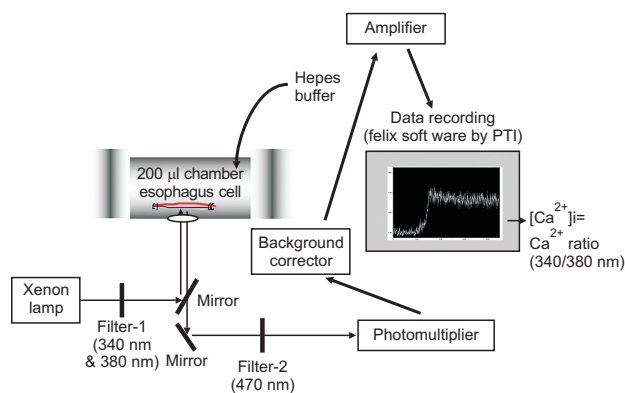 Amplifier
Hepes
buffer
Data recording
(felix soft ware by PTI)
200 μl chamber
esophagus cell
[Ca2+]i=
Ca2+ ratio
(340/380 nm)
Background
corrector
Xenon
lamp
Mirror
Filter-1
(340 nm
& 380 nm)
Mirror
Filter-2
(470 nm)
Photomultiplier